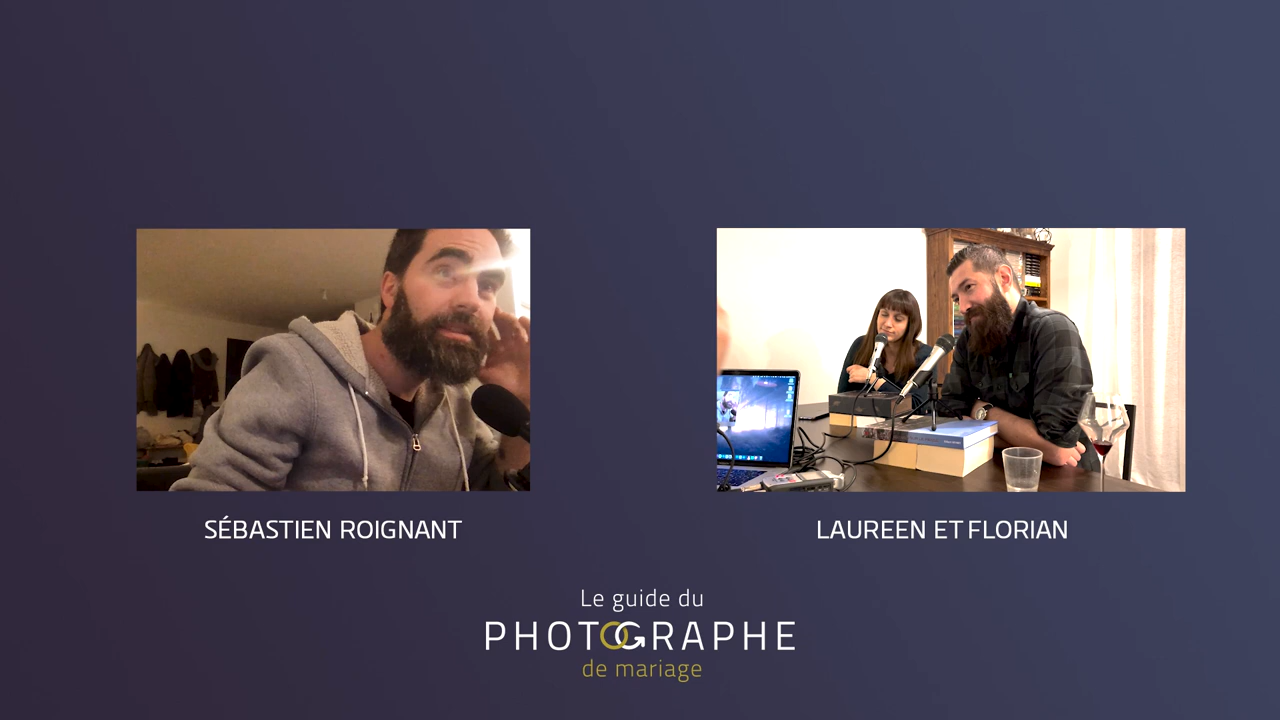 SÉBASTIEN ROIGNANT
LAUREEN ET FLORIAN
Le guide du
PHOTOGRAPHE
de mariage